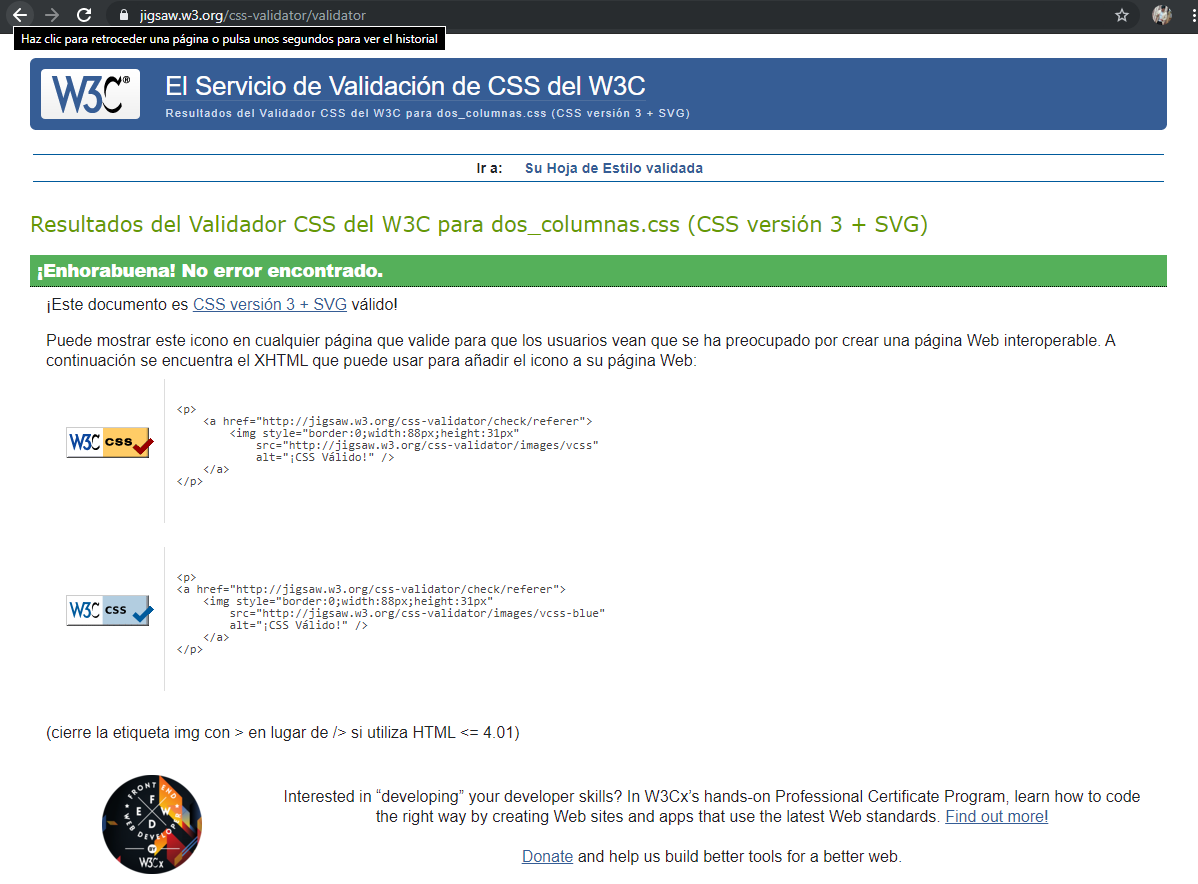 jigsaw.w3.org/css-validator/validator
Haz clic para retroceder una página o pulsa unos segundos para ver el historial
W3C®
El Servicio de Validación de CSS del W3C
Resultados del Validador CSS del W3C para dos_columnas.css (CSS versión 3 + SVG)
Ir a: Su Hoja de Estilo validada
Resultados del Validador CSS del W3C para dos_columnas.css (CSS versión 3 + SVG)
¡Enhorabuena! No error encontrado.
¡Este documento es CSS versión 3 + SVG válido!
Puede mostrar este icono en cualquier página que valide para que los usuarios vean que se ha preocupado por crear una página Web interoperable. A
continuación se encuentra el XHTML que puede usar para añadir el icono a su página Web:
W3C css
<p>
<a href="http://jigsaw.w3.org/css-validator/check/referer">
<img style="border:0;width:88px;height:31px"
src="http://jigsaw.w3.org/css-validator/images/vcss"
alt="¡CSS Válido!" />
</a>
</p>
W3C css
<p>
<a href="http://jigsaw.w3.org/css-validator/check/referer">
<img style="border:0;width:88px;height:31px"
src="http://jigsaw.w3.org/css-validator/images/vcss-blue"
alt="¡CSS Válido!" />
</a>
</p>
(cierre la etiqueta img con > en lugar de /> si utiliza HTML <= 4.01)
FRONT END
F
E W
D
WEB DEVELOPER
BY
W3Cx
Interested in “developing” your developer skills? In W3Cx’s hands-on Professional Certificate Program, learn how to code
the right way by creating Web sites and apps that use the latest Web standards. Find out more!
Donate and help us build better tools for a better web.